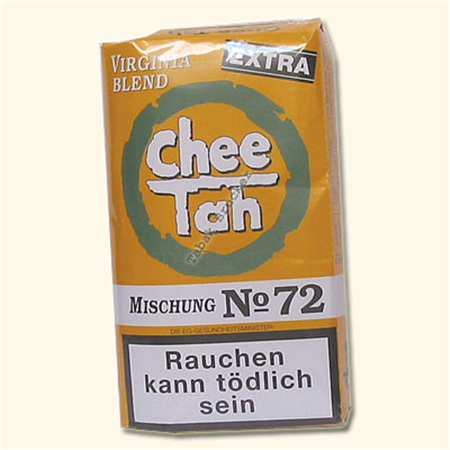 VIRGINIA
BLEND
EXTRA
Chee
Tah
MISCHUNG No 72
DIE EG-GESUNDHEITSMINISTER:
Rauchen
kann tödlich
sein